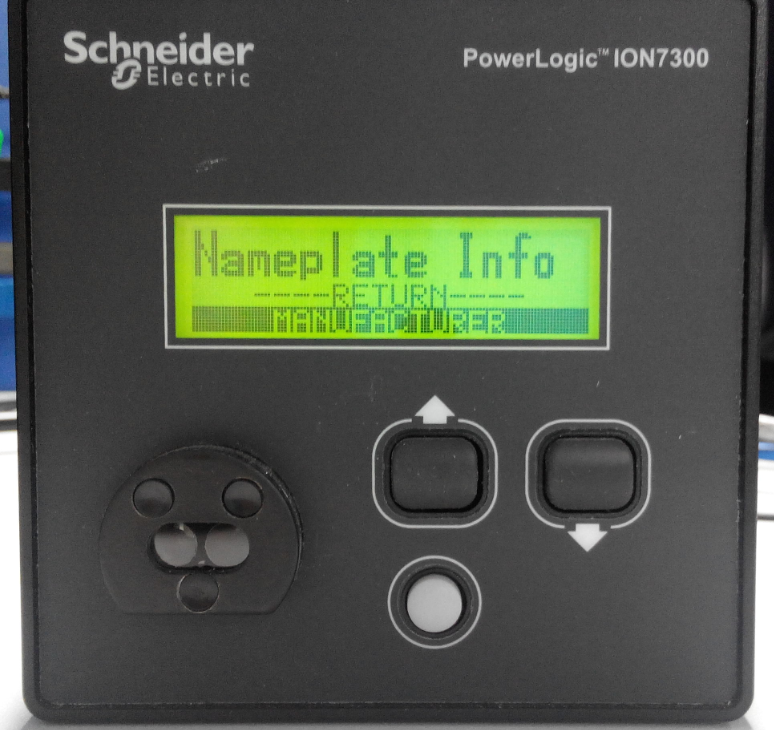 Schneider
Electric
PowerLogic™ ION7300
Nameplate Info
----RETURN----
MANUFACTURER